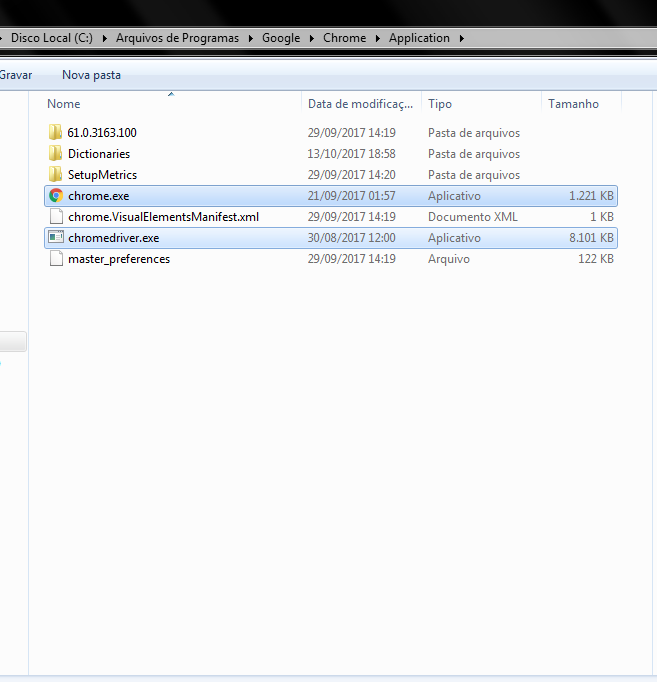 Disco Local (C:) Arquivos de Programas Google Chrome Application
Gravar Nova pasta
Nome Data de modificaç... Tipo Tamanho
61.0.3163.100 29/09/2017 14:19 Pasta de arquivos
Dictionaries 13/10/2017 18:58 Pasta de arquivos
SetupMetrics 29/09/2017 14:20 Pasta de arquivos
chrome.exe 21/09/2017 01:57 Aplicativo 1.221 KB
chrome.VisualElementsManifest.xml 29/09/2017 14:19 Documento XML 1 KB
chromedriver.exe 30/08/2017 12:00 Aplicativo 8.101 KB
master_preferences 29/09/2017 14:19 Arquivo 122 KB